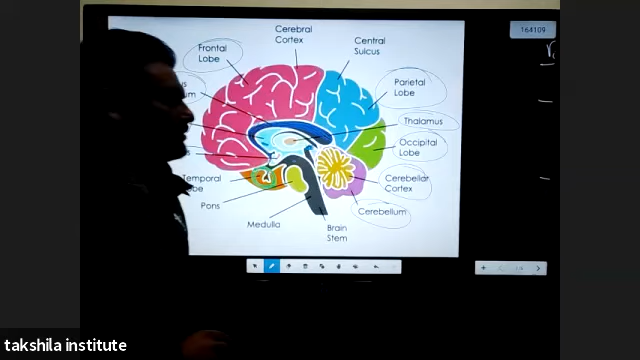 164109
Cerebral
Cortex
Central
Sulcus
Frontal
Lobe
Parietal
Lobe
Thalamus
Occipital
Lobe
Temporal
Cerebellar
Cortex
Pons
Cerebellum
Medulla
Brain
Stem
takshila institute